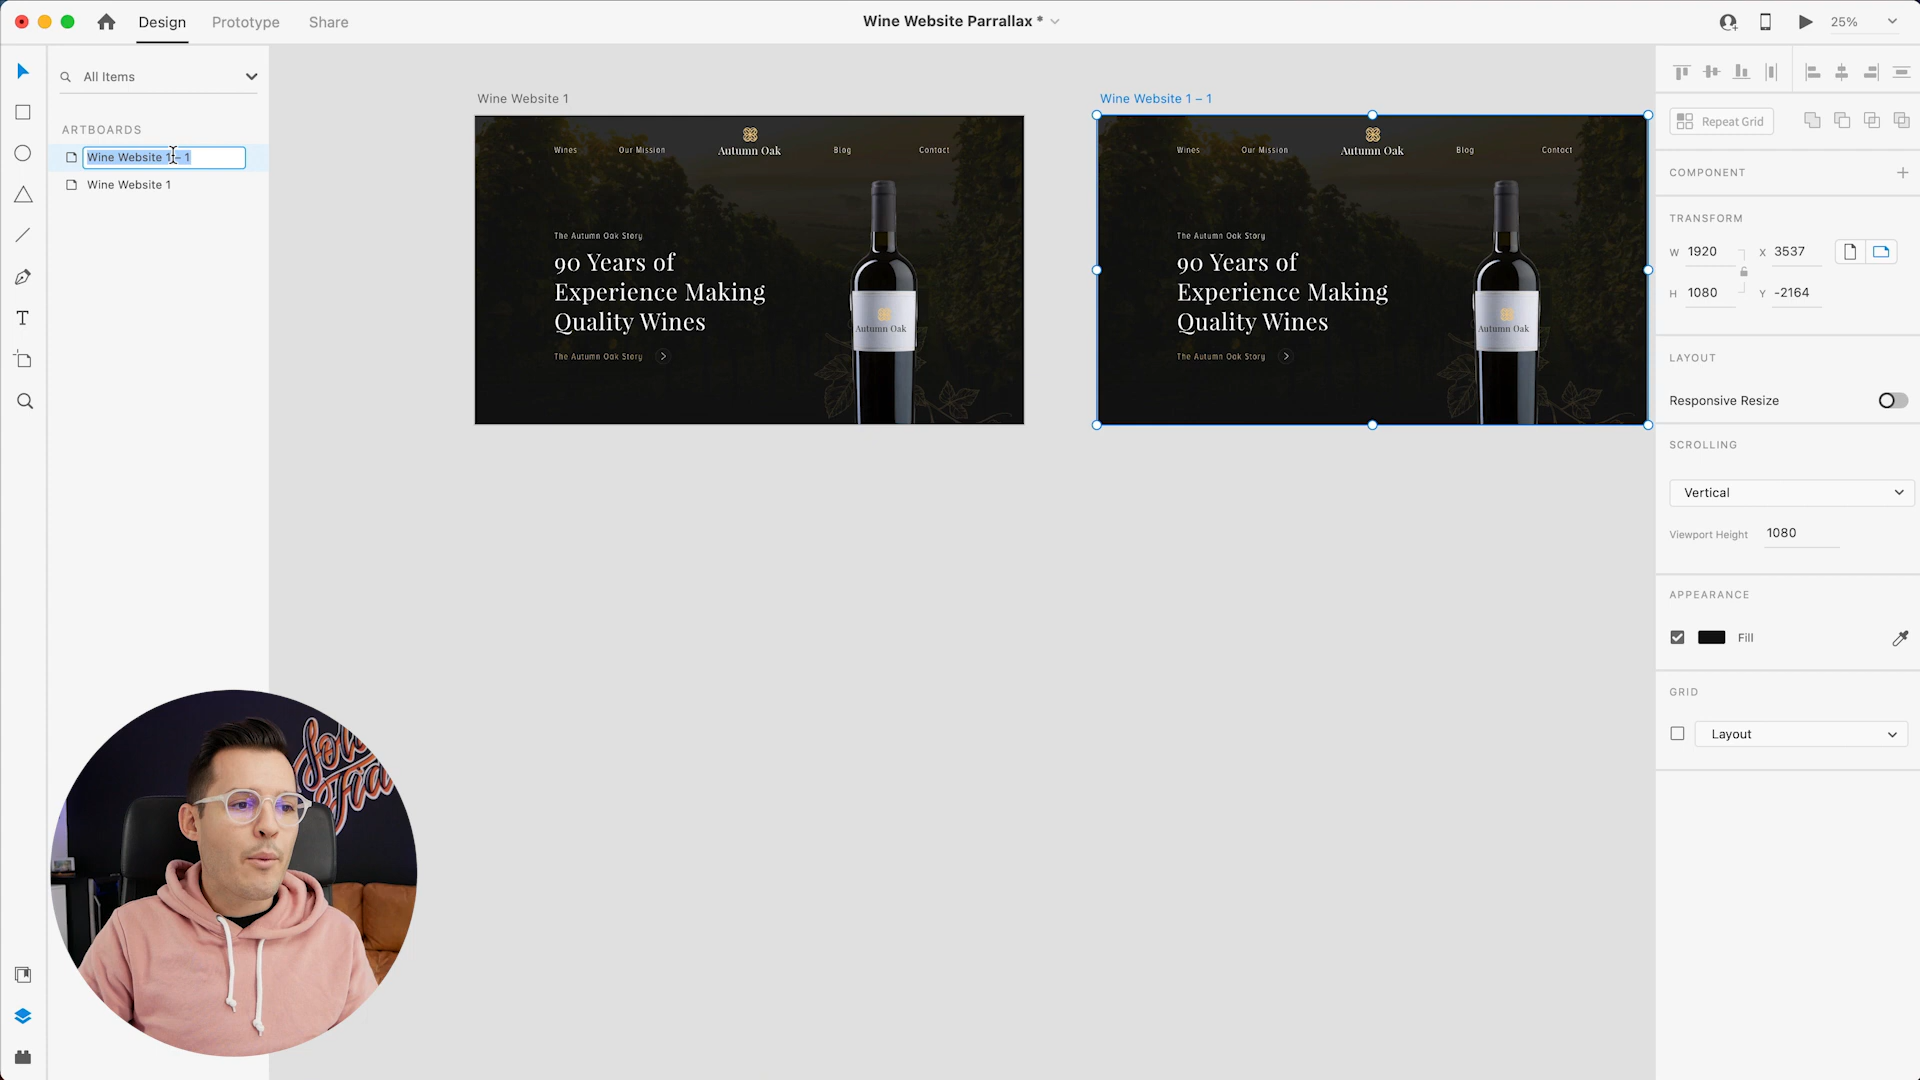 Design
Prototype
Share
Wine Website Parrallax *
25%
All Items
ARTBOARDS
Wine Website 1 – 1
Wine Website 1
Wine Website 1
Wines
Our Mission
Autumn Oak
Blog
Contact
The Autumn Oak Story
90 Years of
Experience Making
Quality Wines
The Autumn Oak Story
Autumn Oak
Wine Website 1 – 1
Wines
Our Mission
Autumn Oak
Blog
Contact
The Autumn Oak Story
90 Years of
Experience Making
Quality Wines
The Autumn Oak Story
Autumn Oak
Repeat Grid
COMPONENT
TRANSFORM
W 1920
X 3537
H 1080
Y -2164
LAYOUT
Responsive Resize
SCROLLING
Vertical
Viewport Height 1080
APPEARANCE
Fill
GRID
Layout